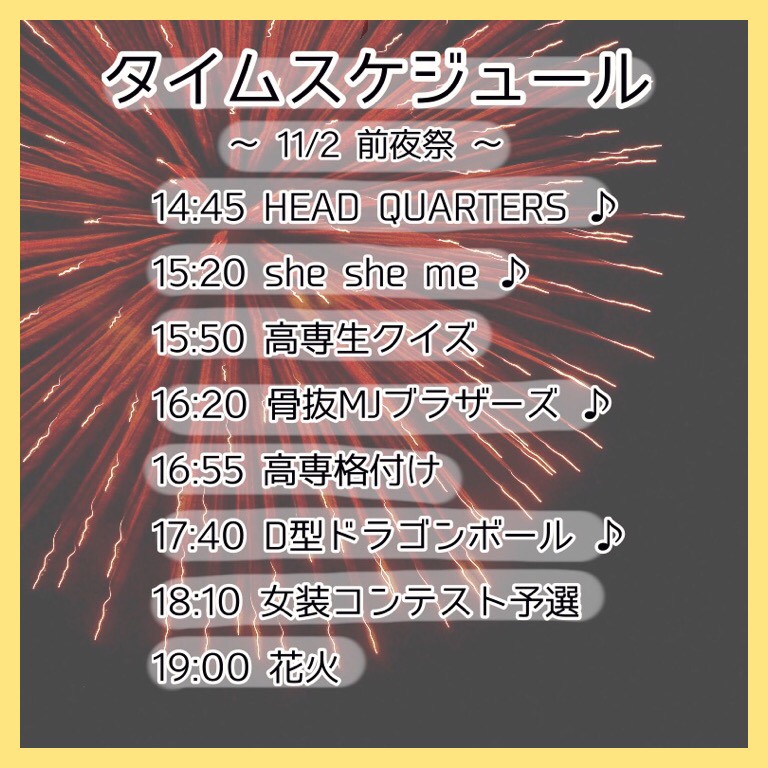 タイムスケジュール
～ 11/2 前夜祭 ～
14:45 HEAD QUARTERS ♪
15:20 she she me ♪
15:50 高専生クイズ
16:20 骨抜MJブラザーズ ♪
16:55 高専格付け
17:40 D型ドラゴンボール ♪
18:10 女装コンテスト予選
19:00 花火